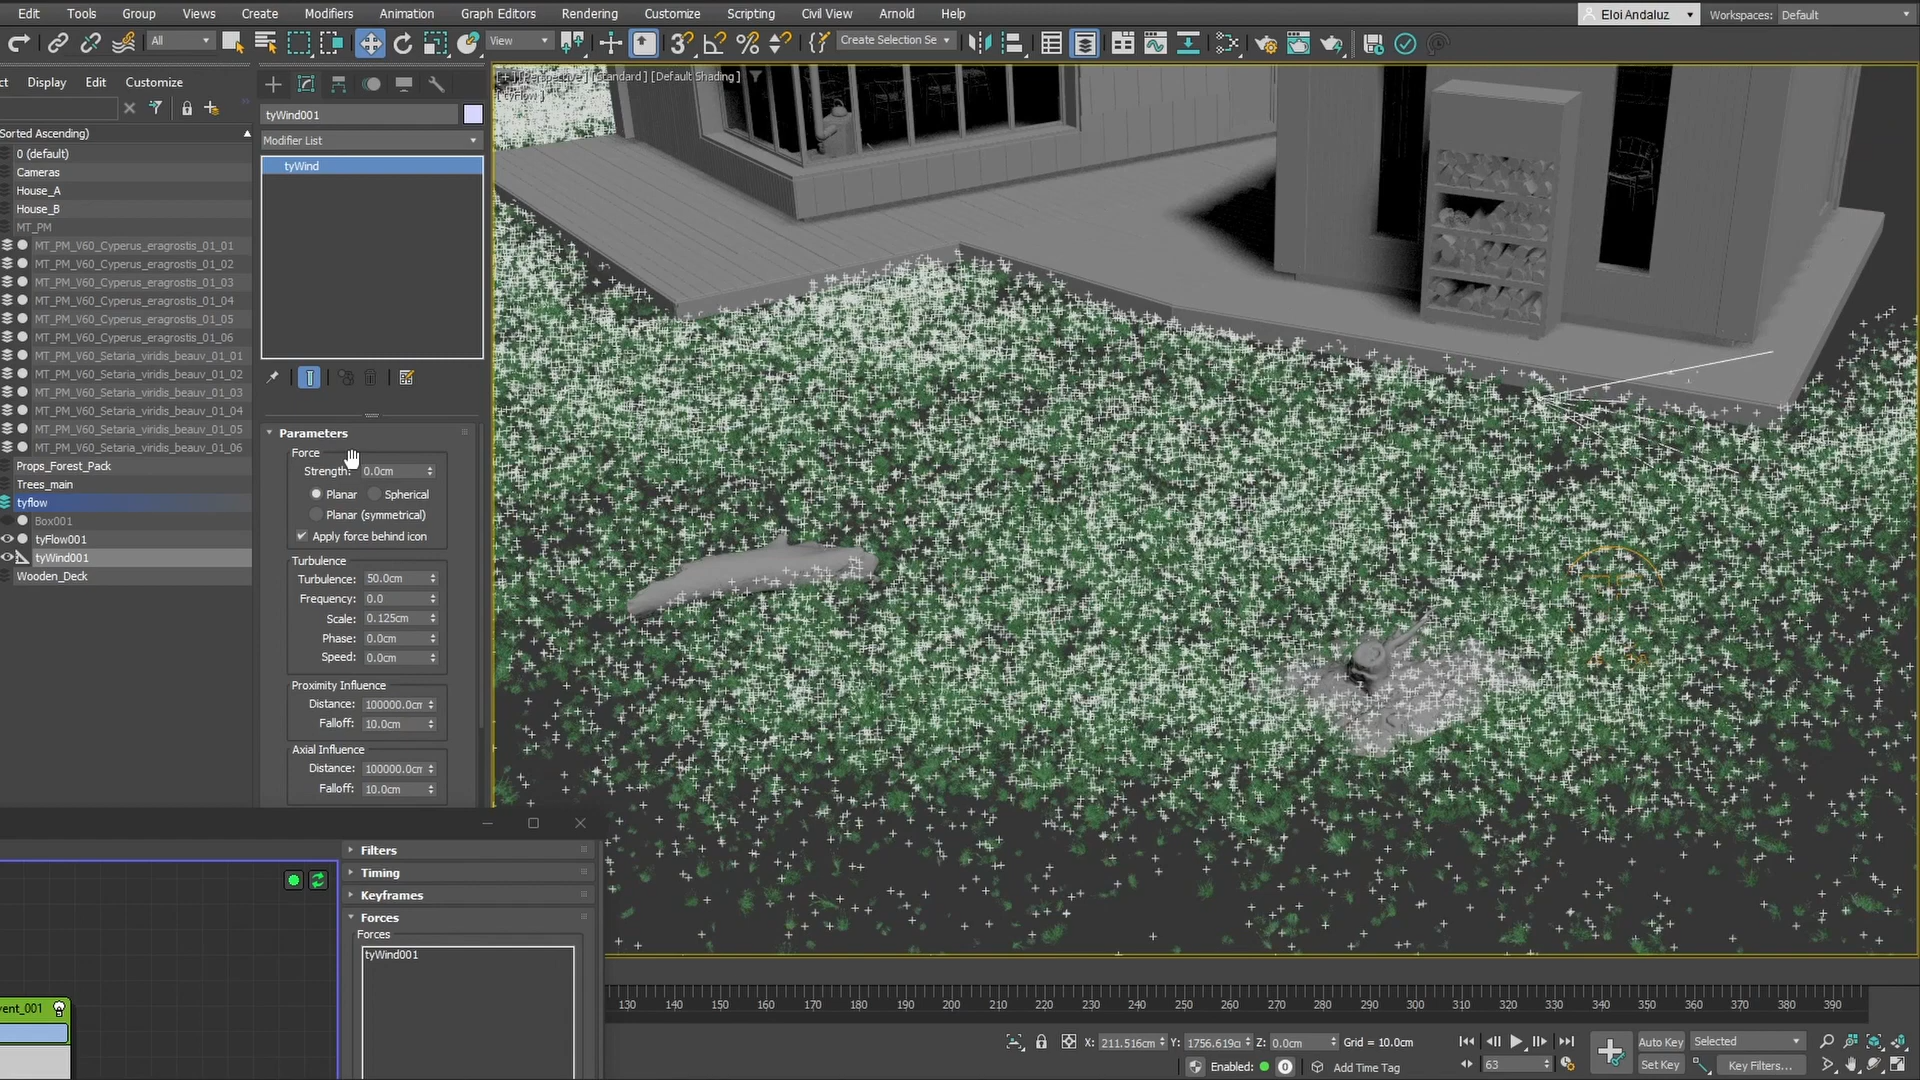 Edit Tools Group Views Create Modifiers Animation Graph Editors Rendering Customize Scripting Civil View Arnold Help
Eloi Andaluz
Workspaces: Default
All
View
Create Selection Se
Display Edit Customize
Sorted Ascending)
0 (default)
Cameras
House_A
House_B
MT_PM
MT_PM_V60_Cyperus_eragrostis_01_01
MT_PM_V60_Cyperus_eragrostis_01_02
MT_PM_V60_Cyperus_eragrostis_01_03
MT_PM_V60_Cyperus_eragrostis_01_04
MT_PM_V60_Cyperus_eragrostis_01_05
MT_PM_V60_Cyperus_eragrostis_01_06
MT_PM_V60_Setaria_viridis_beauv_01_01
MT_PM_V60_Setaria_viridis_beauv_01_02
MT_PM_V60_Setaria_viridis_beauv_01_03
MT_PM_V60_Setaria_viridis_beauv_01_04
MT_PM_V60_Setaria_viridis_beauv_01_05
MT_PM_V60_Setaria_viridis_beauv_01_06
Props_Forest_Pack
Trees_main
tyflow
Box001
tyFlow001
tyWind001
Wooden_Deck
tyWind001
Modifier List
tyWind
Parameters
Force
Strength: 0.0cm
Planar Spherical
Planar (symmetrical)
Apply force behind icon
Turbulence
Turbulence: 50.0cm
Frequency: 0.0
Scale: 0.125cm
Phase: 0.0cm
Speed: 0.0cm
Proximity Influence
Distance: 100000.0cm
Falloff: 10.0cm
Axial Influence
Distance: 100000.0cm
Falloff: 10.0cm
[+] [Perspective] [Standard] [Default Shading]
[tyFlow]
Filters
Timing
Keyframes
Forces
Forces
tyWind001
vent_001
130 140 150 160 170 180 190 200 210 220 230 240 250 260 270 280 290 300 310 320 330 340 350 360 370 380 390
X: 211.516cm Y: 1756.619c Z: 0.0cm Grid = 10.0cm
Enabled: 0 Add Time Tag
63
Auto Key Selected
Set Key Key Filters...